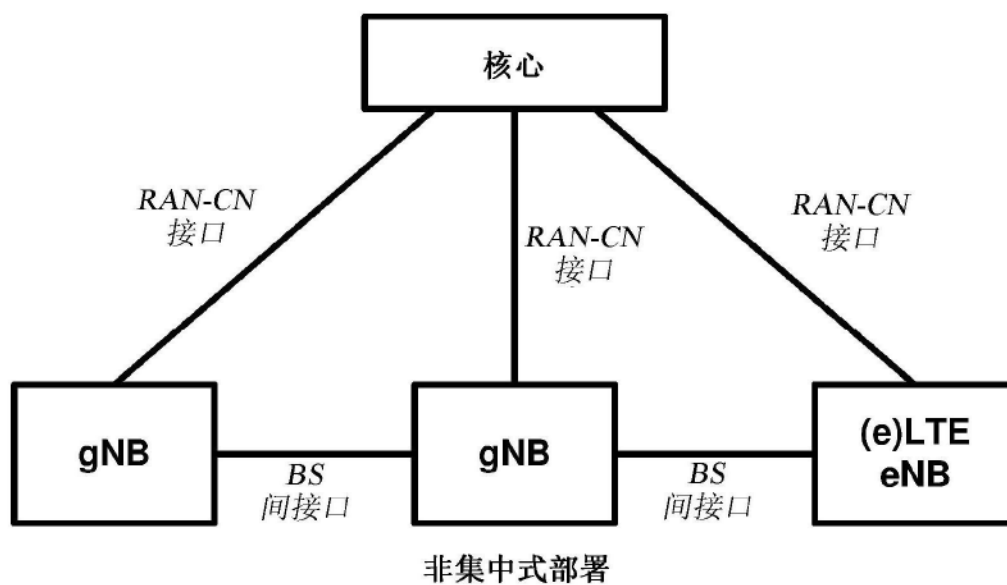 核心
RAN-CN
接口
RAN-CN
接口
RAN-CN
接口
gNB
BS
间接口
gNB
BS
间接口
(e)LTE
eNB
非集中式部署